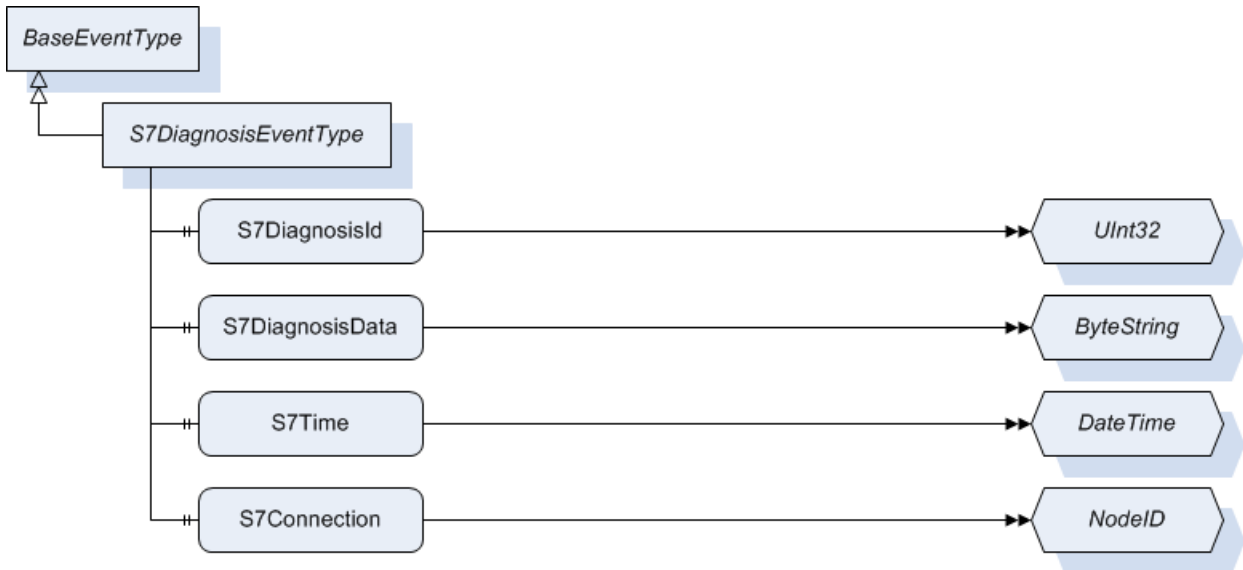 BaseEventType
S7DiagnosisEventType
S7DiagnosisId
UInt32
S7DiagnosisData
ByteString
S7Time
DateTime
S7Connection
NodeID